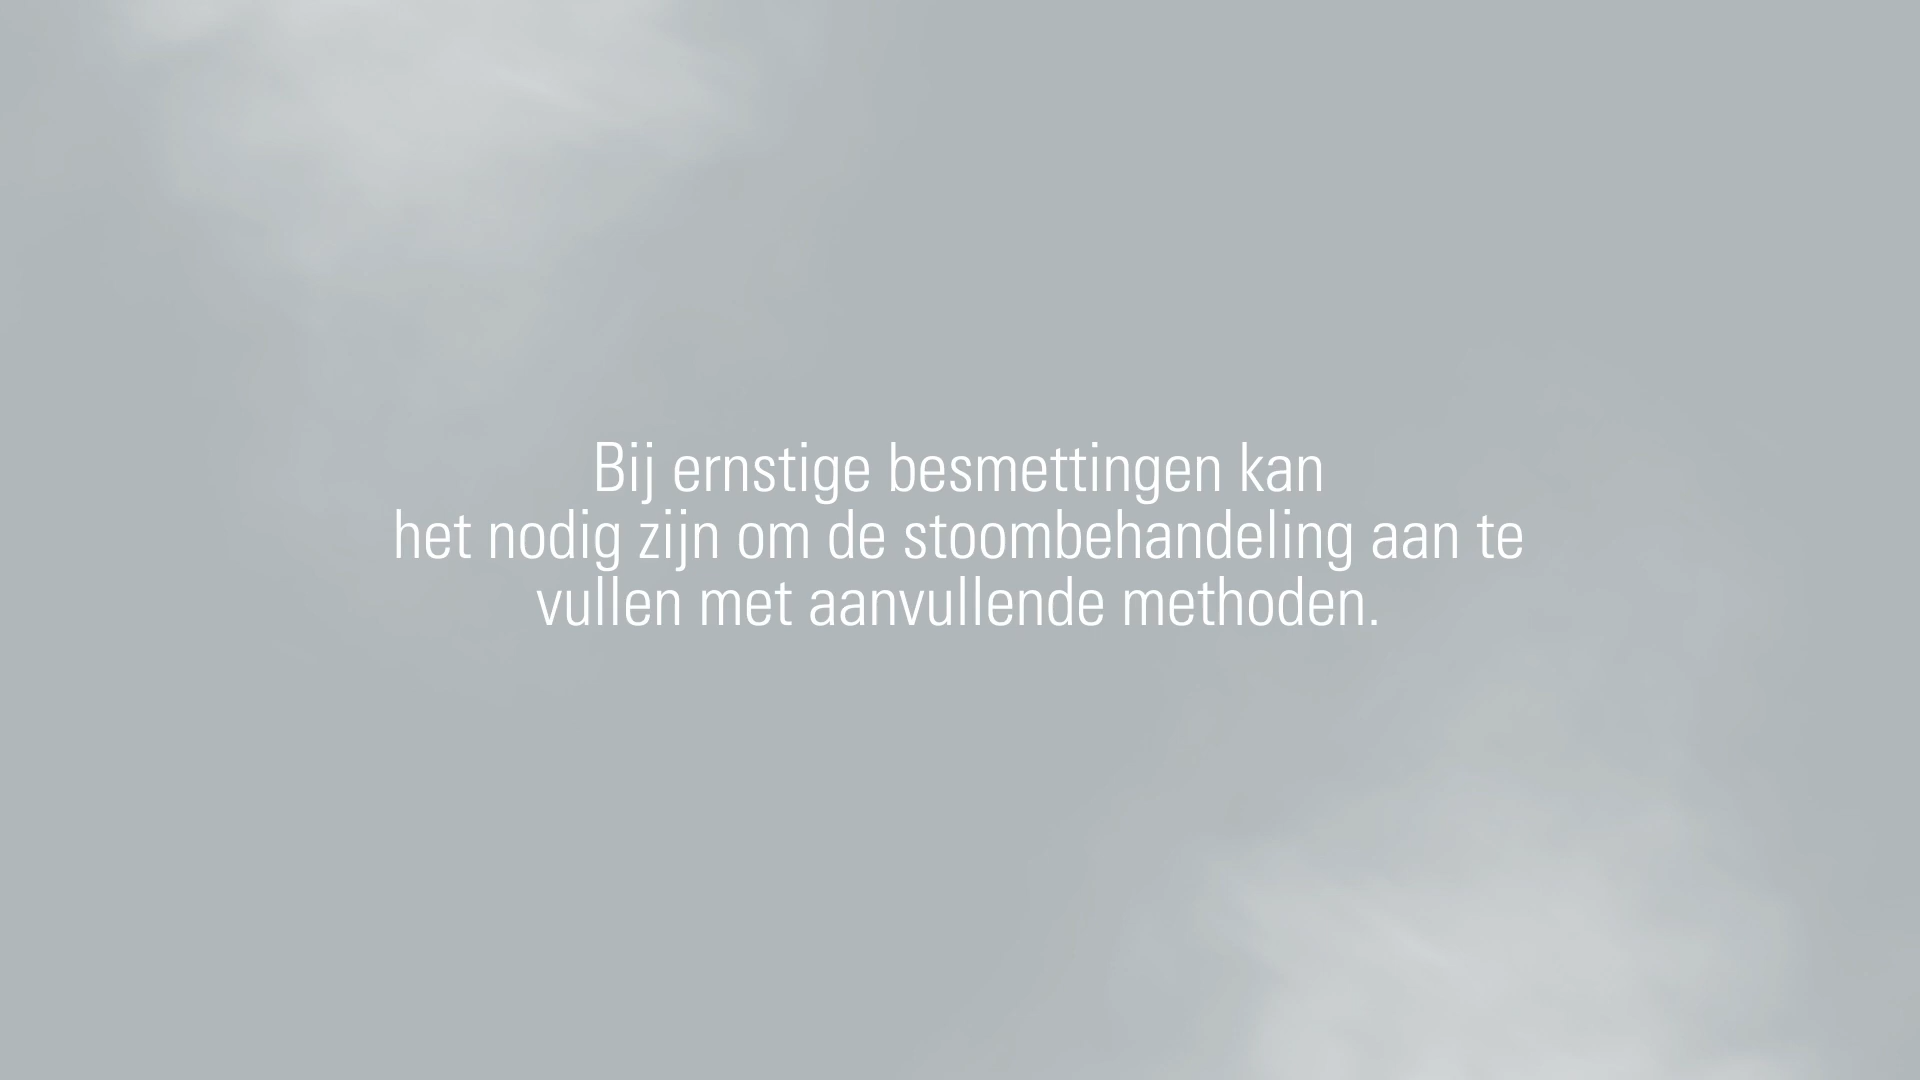 Bij ernstige besmettingen kan
het nodig zijn om de stoombehandeling aan te
vullen met aanvullende methoden.